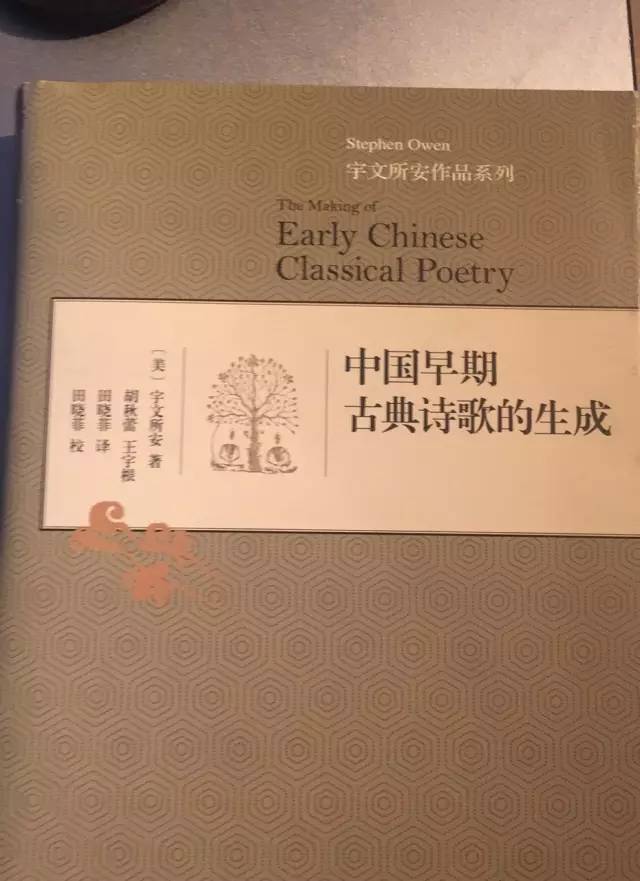 Stephen Owen
宇文所安作品系列
The Making of
Early Chinese
Classical Poetry
中国早期
古典诗歌的生成
〔美〕宇文所安 著
胡秋蕾 王宇根
田晓菲 译
田晓菲 校